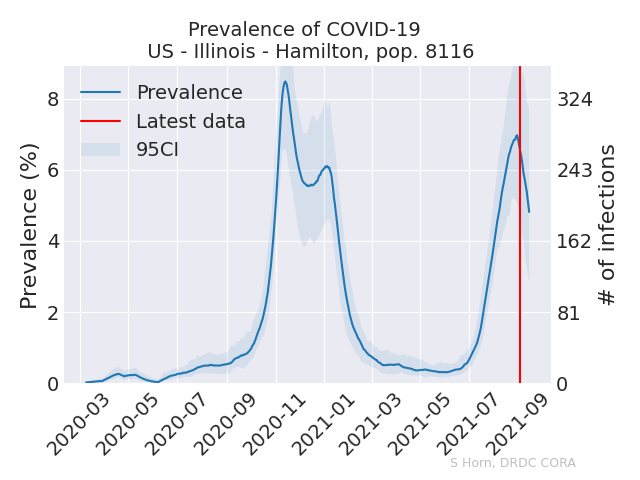 Prevalence of COVID-19
US - Illinois - Hamilton, pop. 8116
Prevalence
Latest data
95CI
Prevalence (%)
8
6
4
2
0
# of infections
324
243
162
81
0
2020-03
2020-05
2020-07
2020-09
2020-11
2021-01
2021-03
2021-05
2021-07
2021-09
S Horn, DRDC CORA